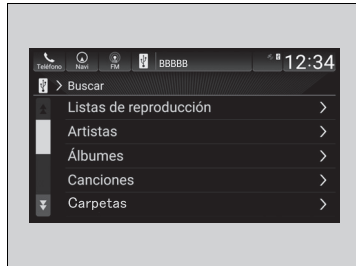 Teléfono Navi FM BBBBB 12:34
Buscar
Listas de reproducción
Artistas
Álbumes
Canciones
Carpetas